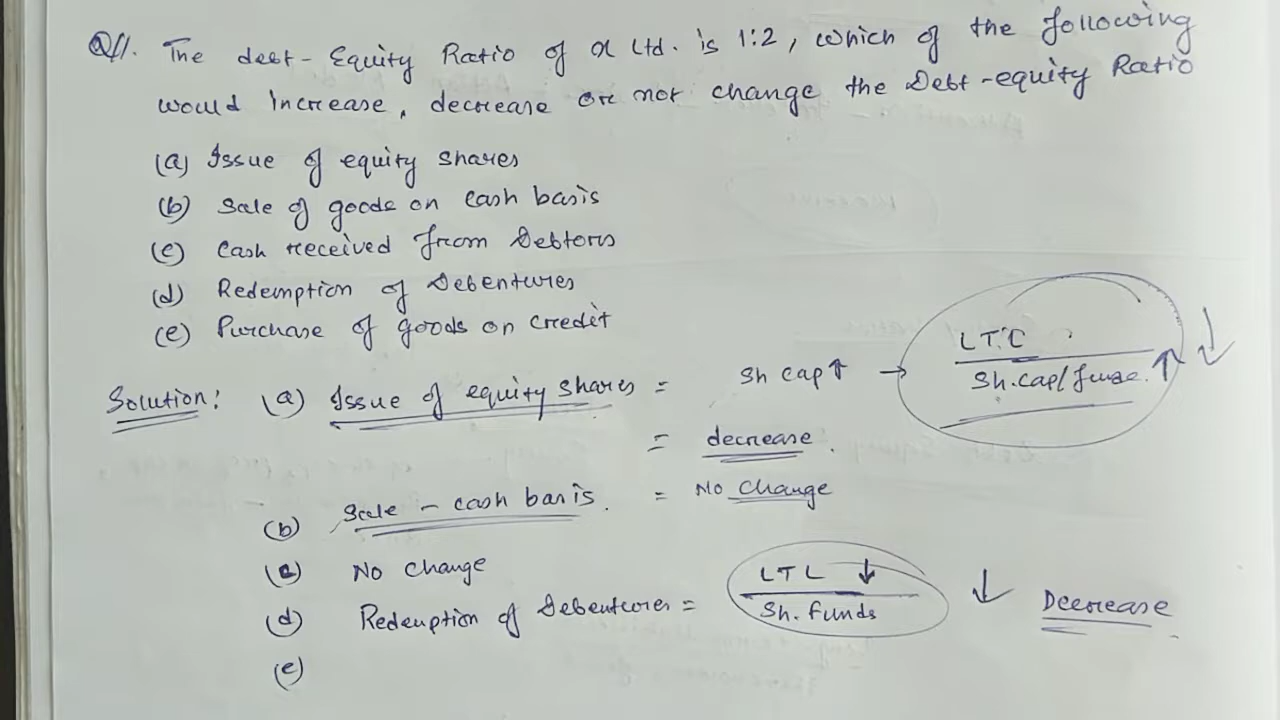 Q11. The debt-Equity Ratio of x Ltd. is 1:2, which of the following
would Increase, decrease or not change the Debt-equity Ratio
(a) Issue of equity shares
(b) Sale of goods on cash basis
(c) Cash received from Debtors
(d) Redemption of Debentures
(e) Purchase of goods on credit
Solution: (a) Issue of equity shares = Sh cap↑ → LTL / Sh. cap/ funds. ↑ ↓
= decrease.
(b) Sale - cash basis. = No change
(c) No change
(d) Redemption of Debentures = LTL ↓ / Sh. funds ↓ Decrease
(e)